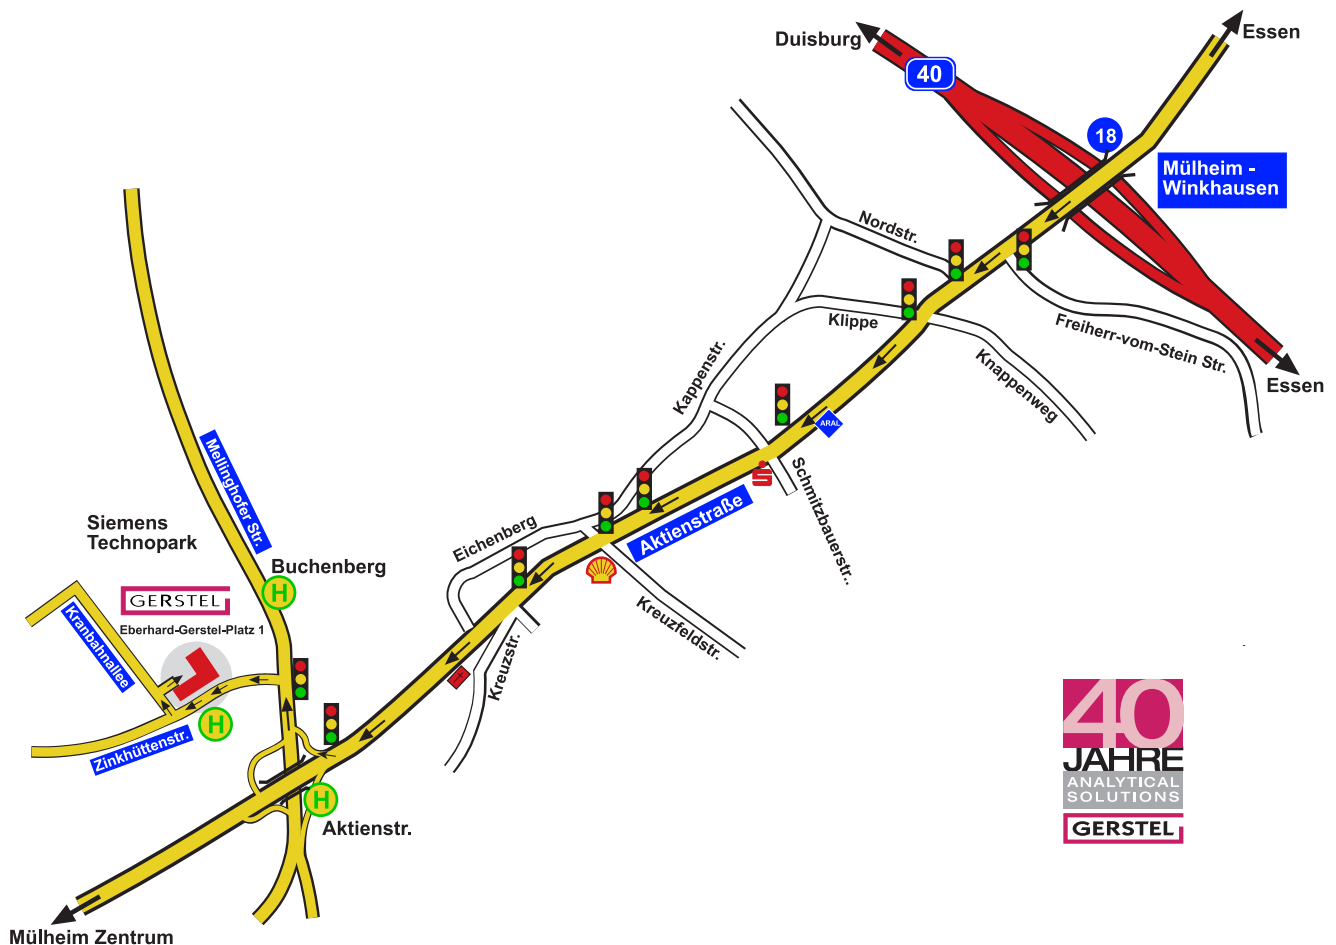 Essen
Duisburg
40
18
Mülheim -
Winkhausen
Nordstr.
Klippe
Freiherr-vom-Stein Str.
Knappenweg
Essen
Kappenstr.
ARAL
Schmitzbauerstr.
Aktienstraße
Mellinghofer Str.
Siemens
Technopark
Eichenberg
Buchenberg
H
GERSTEL
Eberhard-Gerstel-Platz 1
Kranbahnallee
Kreuzfeldstr.
Kreuzstr.
H
Zinkhüttenstr.
H
Aktienstr.
Mülheim Zentrum
40
JAHRE
ANALYTICAL
SOLUTIONS
GERSTEL